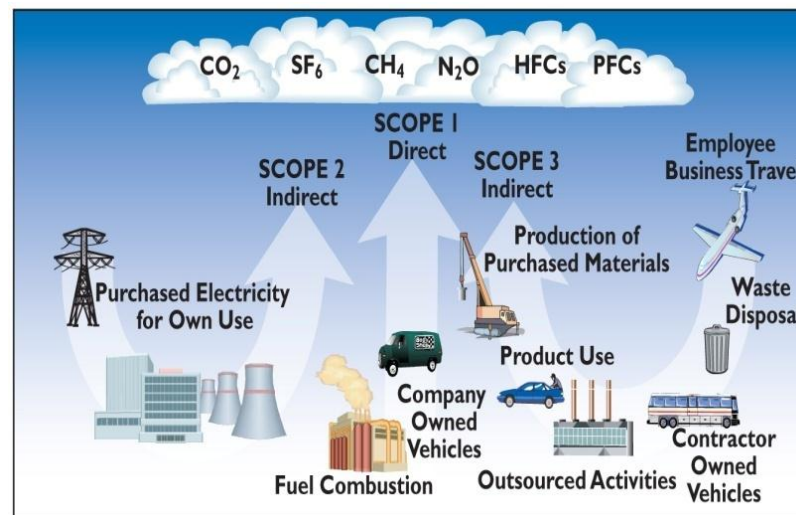 CO2 SF6 CH4 N2O HFCs PFCs
SCOPE 1
Direct
SCOPE 2
Indirect
SCOPE 3
Indirect
Employee
Business Trave
Production of
Purchased Materials
Purchased Electricity
for Own Use
Waste
Disposa
Product Use
Company
Owned
Vehicles
Fuel Combustion
Outsourced Activities
Contractor
Owned
Vehicles